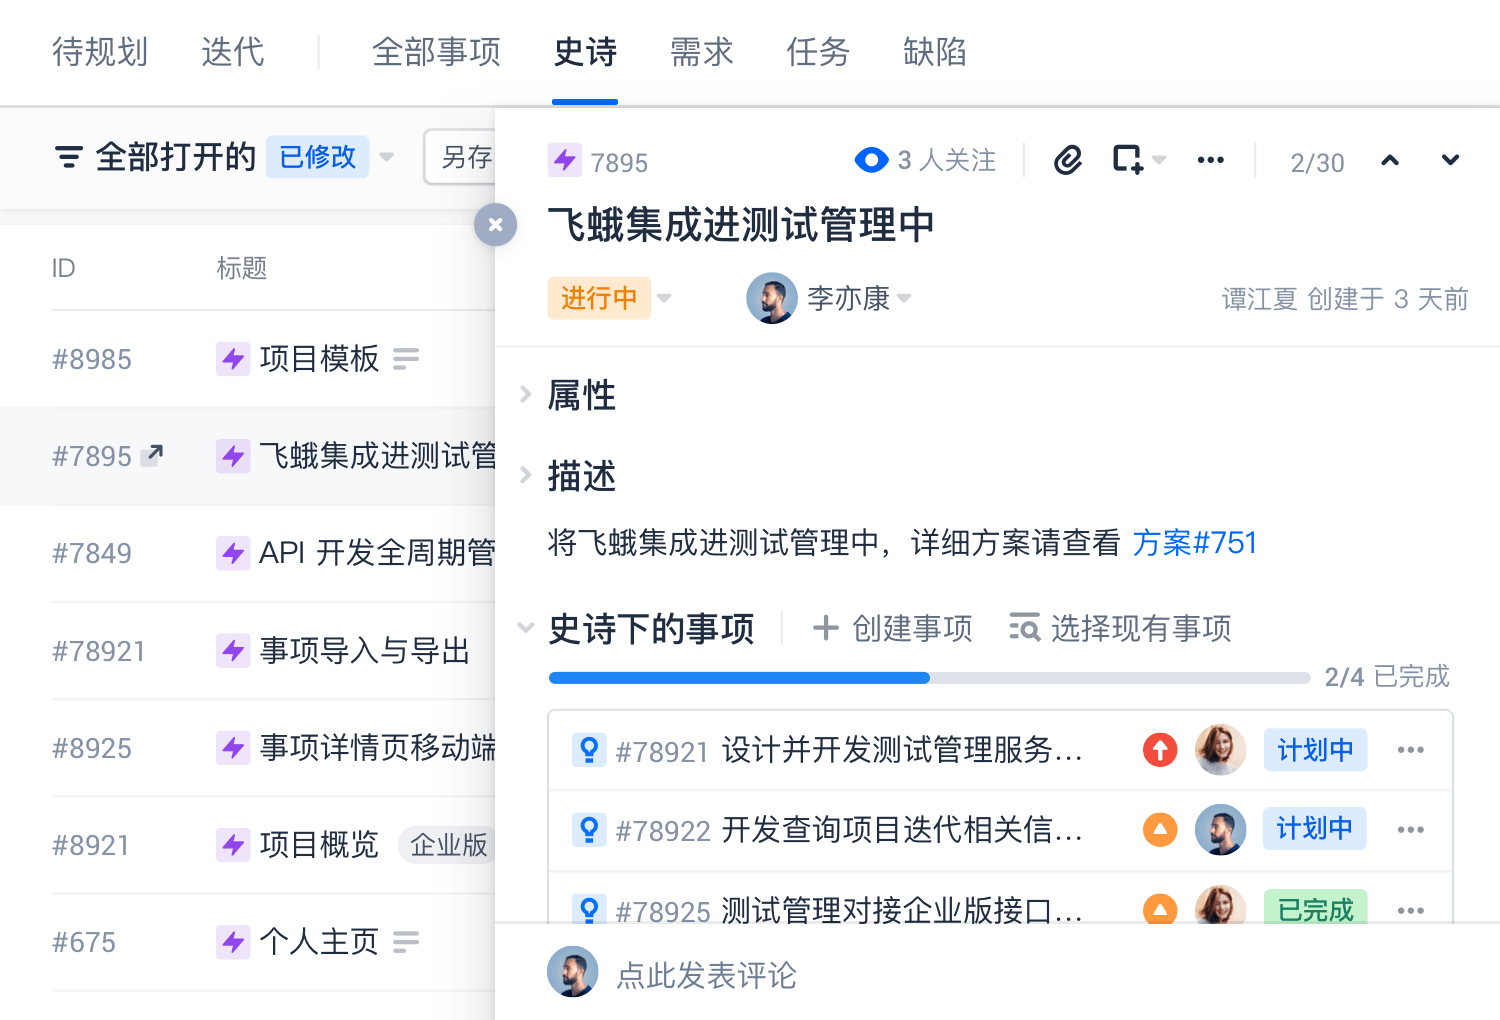 待规划 迭代 全部事项 史诗 需求 任务 缺陷
全部打开的 已修改 另存
ID 标题
#8985 项目模板
#7895 飞蛾集成进测试管
#7849 API 开发全周期管
#78921 事项导入与导出
#8925 事项详情页移动端
#8921 项目概览 企业版
#675 个人主页
7895 3 人关注 2/30
飞蛾集成进测试管理中
进行中 李亦康 谭江夏 创建于 3 天前
属性
描述
将飞蛾集成进测试管理中，详细方案请查看 方案#751
史诗下的事项 创建事项 选择现有事项
2/4 已完成
#78921 设计并开发测试管理服务... 计划中
#78922 开发查询项目迭代相关信... 计划中
#78925 测试管理对接企业版接口... 已完成
点此发表评论